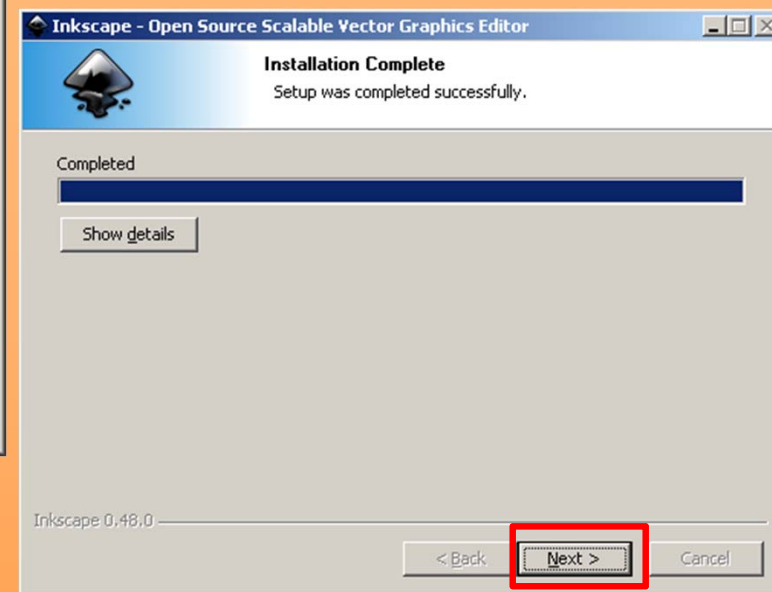 Inkscape - Open Source Scalable Vector Graphics Editor
Installation Complete
Setup was completed successfully.
Completed
Show details
Inkscape 0.48.0
< Back Next > Cancel